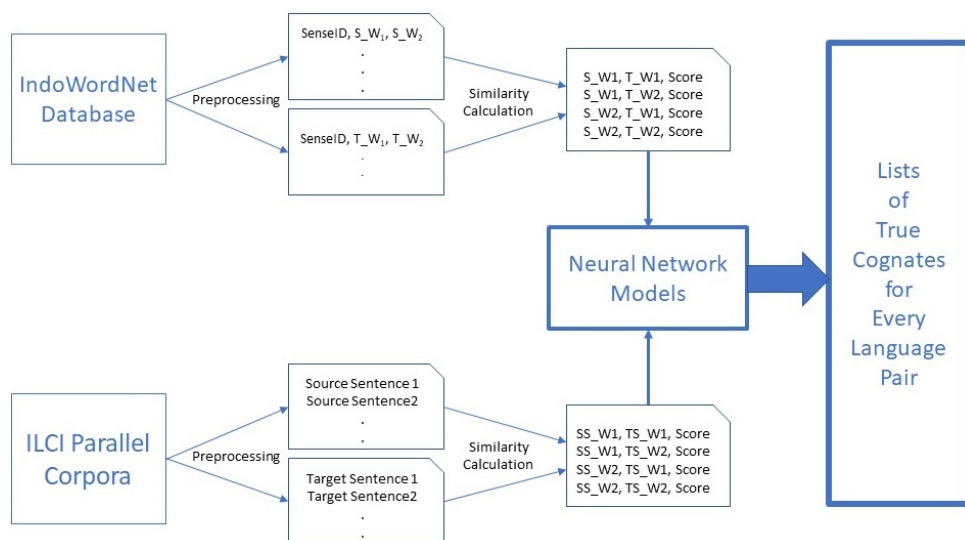 IndoWordNet
Database
Preprocessing
SenseID, S_W₁, S_W₂
.
.
.
SenseID, T_W₁, T_W₂
.
.
Similarity
Calculation
S_W1, T_W1, Score
S_W1, T_W2, Score
S_W2, T_W1, Score
S_W2, T_W2, Score
Neural Network
Models
Lists
of
True
Cognates
for
Every
Language
Pair
ILCI Parallel
Corpora
Preprocessing
Source Sentence 1
Source Sentence2
.
.
Target Sentence 1
Target Sentence2
.
.
Similarity
Calculation
SS_W1, TS_W1, Score
SS_W1, TS_W2, Score
SS_W2, TS_W1, Score
SS_W2, TS_W2, Score